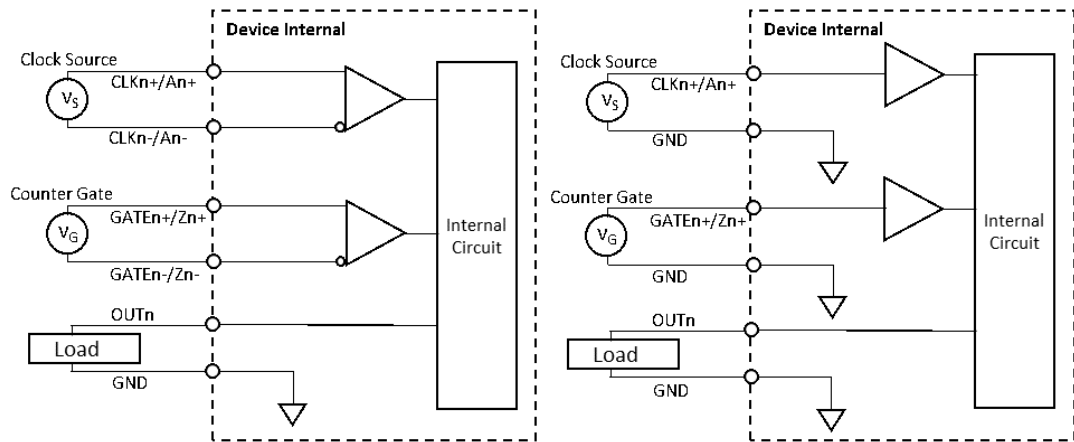 Device Internal
Clock Source
CLKn+/An+
VS
CLKn-/An-
Counter Gate
GATEn+/Zn+
VG
GATEn-/Zn-
Internal
Circuit
OUTn
Load
GND
Device Internal
Clock Source
CLKn+/An+
VS
GND
Counter Gate
GATEn+/Zn+
VG
GND
Internal
Circuit
OUTn
Load
GND